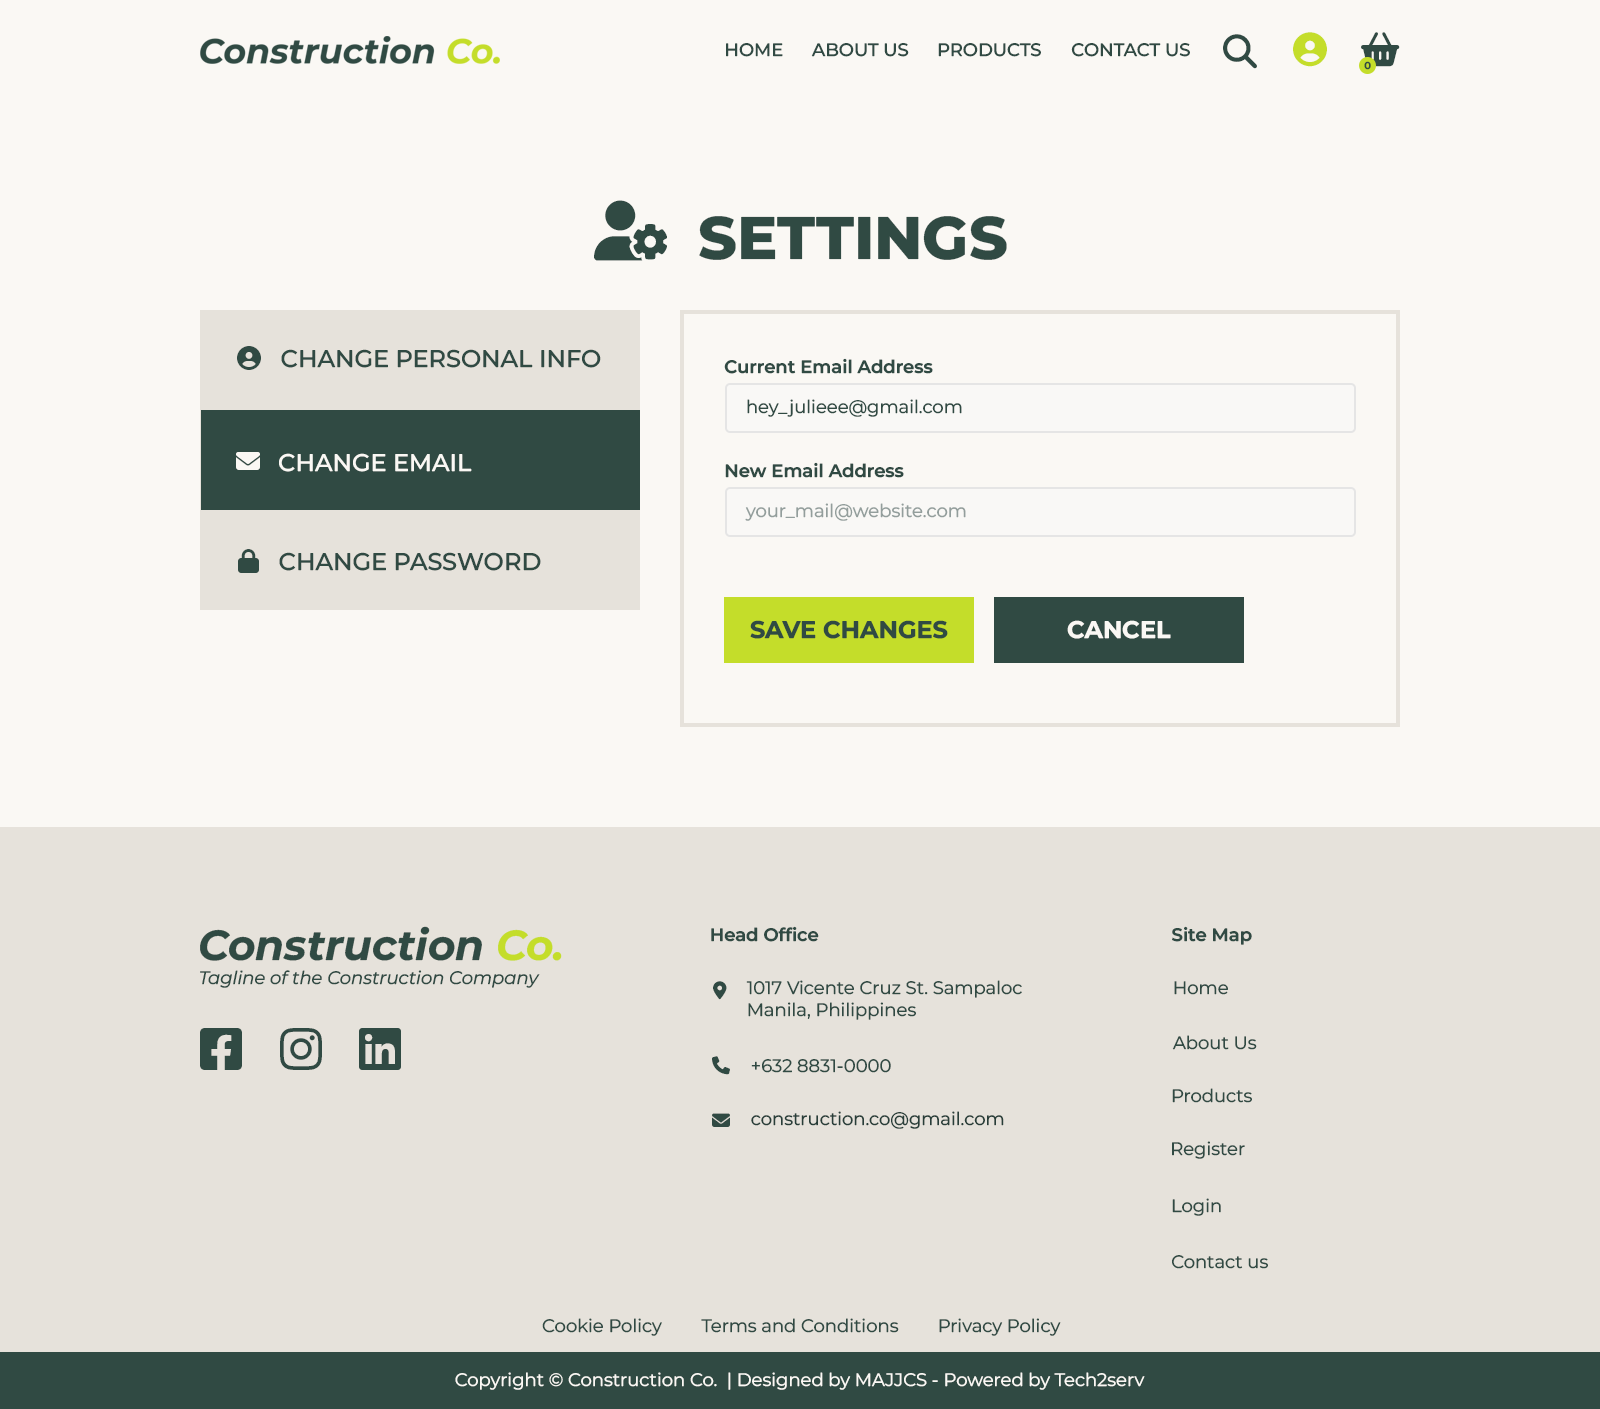 Construction Co.
HOME ABOUT US PRODUCTS CONTACT US
0
SETTINGS
CHANGE PERSONAL INFO
CHANGE EMAIL
CHANGE PASSWORD
Current Email Address
hey_julieee@gmail.com
New Email Address
your_mail@website.com
SAVE CHANGES CANCEL
Construction Co.
Tagline of the Construction Company
Head Office
1017 Vicente Cruz St. Sampaloc
Manila, Philippines
+632 8831-0000
construction.co@gmail.com
Site Map
Home
About Us
Products
Register
Login
Contact us
Cookie Policy Terms and Conditions Privacy Policy
Copyright © Construction Co. | Designed by MAJJCS - Powered by Tech2serv